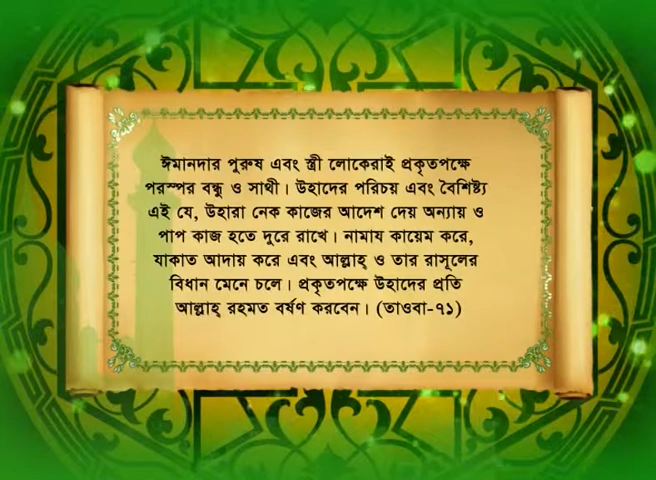 ঈমানদার পুরুষ এবং স্ত্রী লোকেরাই প্রকৃতপক্ষে
পরস্পর বন্ধু ও সাথী। উহাদের পরিচয় এবং বৈশিষ্ট্য
এই যে, উহারা নেক কাজের আদেশ দেয় অন্যায় ও
পাপ কাজ হতে দুরে রাখে। নামায কায়েম করে,
যাকাত আদায় করে এবং আল্লাহ্ ও তার রাসূলের
বিধান মেনে চলে। প্রকৃতপক্ষে উহাদের প্রতি
আল্লাহ্ রহমত বর্ষণ করবেন। (তাওবা-৭১)